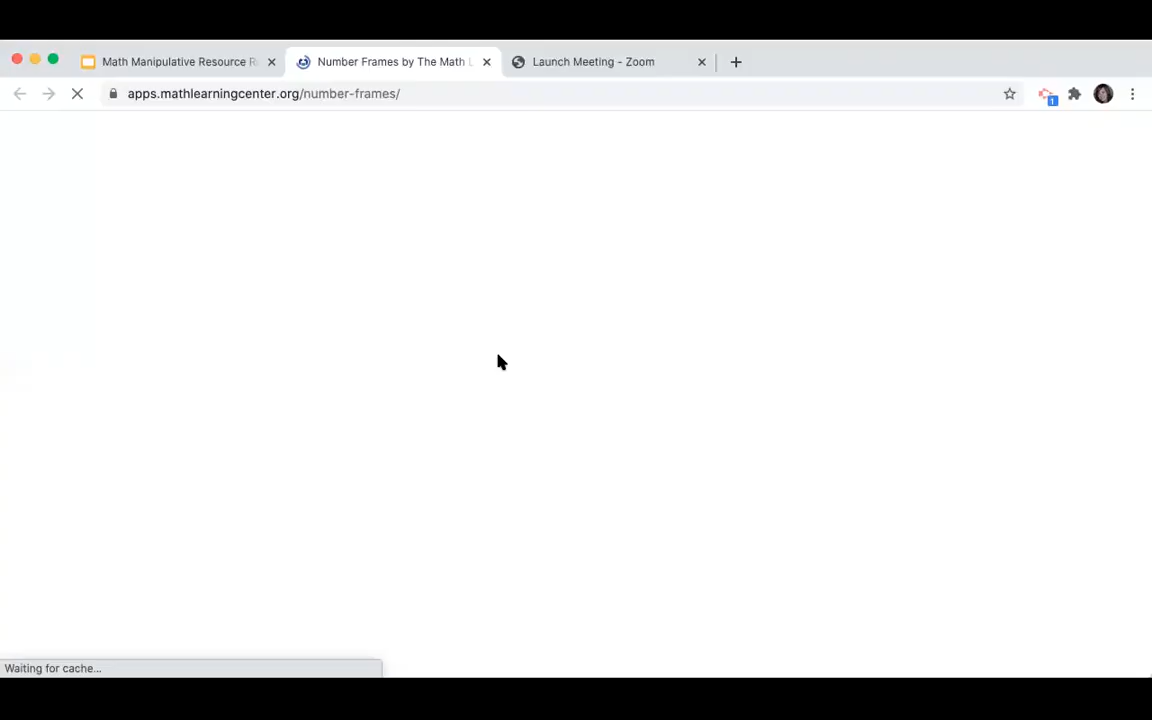 Math Manipulative Resource R
Number Frames by The Math L
Launch Meeting - Zoom
apps.mathlearningcenter.org/number-frames/
1
Waiting for cache...